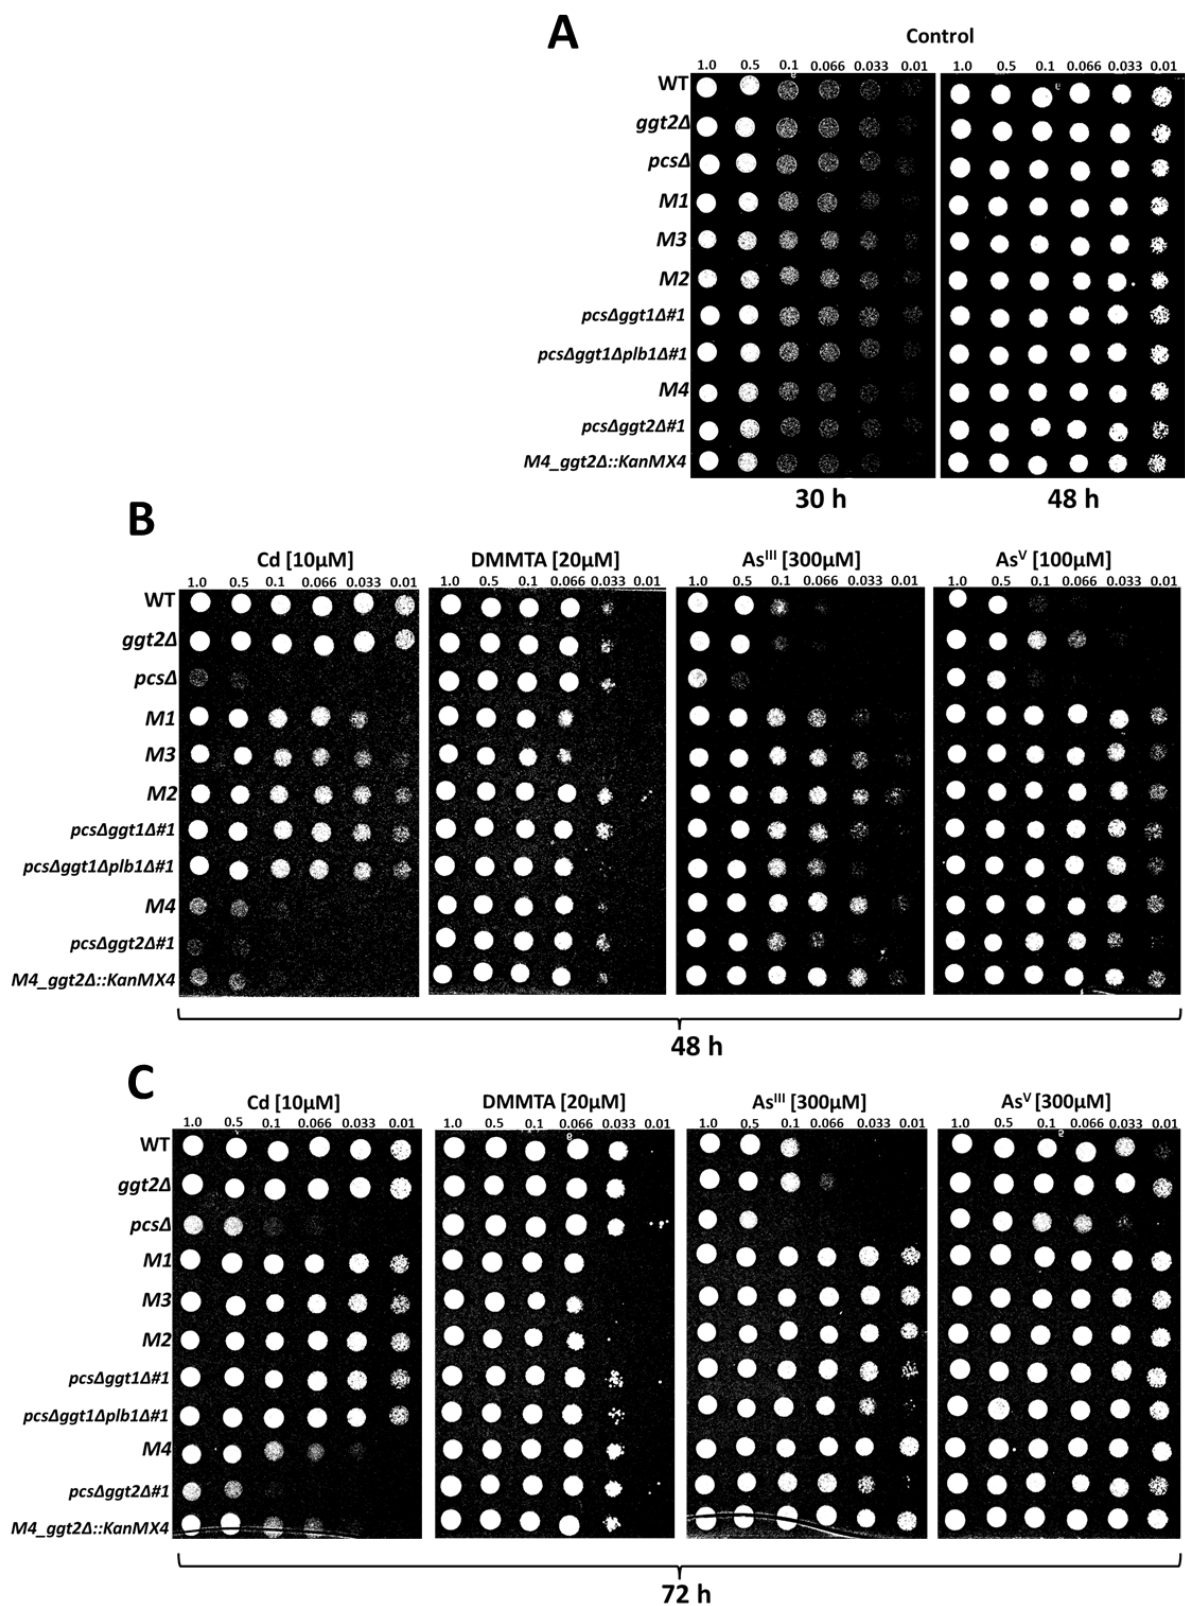 A
Control
1.0 0.5 0.1 0.066 0.033 0.01 1.0 0.5 0.1 0.066 0.033 0.01
WT
ggt2Δ
pcsΔ
M1
M3
M2
pcsΔggt1Δ#1
pcsΔggt1Δplb1Δ#1
M4
pcsΔggt2Δ#1
M4_ggt2Δ::KanMX4
30 h 48 h
B
Cd [10µM] DMMTA [20µM] Asᴵᴵᴵ [300µM] Asⱽ [100µM]
1.0 0.5 0.1 0.066 0.033 0.01 1.0 0.5 0.1 0.066 0.033 0.01 1.0 0.5 0.1 0.066 0.033 0.01 1.0 0.5 0.1 0.066 0.033 0.01
WT
ggt2Δ
pcsΔ
M1
M3
M2
pcsΔggt1Δ#1
pcsΔggt1Δplb1Δ#1
M4
pcsΔggt2Δ#1
M4_ggt2Δ::KanMX4
48 h
C
Cd [10µM] DMMTA [20µM] Asᴵᴵᴵ [300µM] Asⱽ [300µM]
1.0 0.5 0.1 0.066 0.033 0.01 1.0 0.5 0.1 0.066 0.033 0.01 1.0 0.5 0.1 0.066 0.033 0.01 1.0 0.5 0.1 0.066 0.033 0.01
WT
ggt2Δ
pcsΔ
M1
M3
M2
pcsΔggt1Δ#1
pcsΔggt1Δplb1Δ#1
M4
pcsΔggt2Δ#1
M4_ggt2Δ::KanMX4
72 h